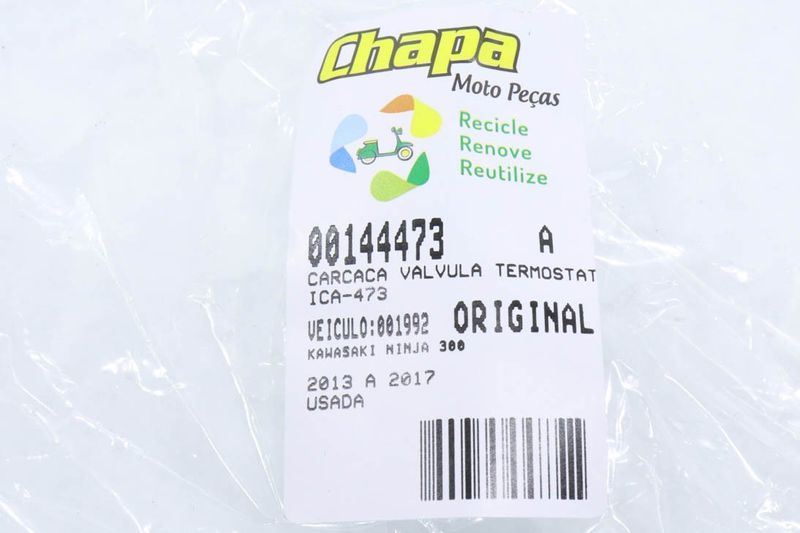 Chapa
Moto Peças
Recicle
Renove
Reutilize
00144473 A
CARCACA VALVULA TERMOSTAT
ICA-473
VEICULO:001992 ORIGINAL
KAWASAKI NINJA 300
2013 A 2017
USADA